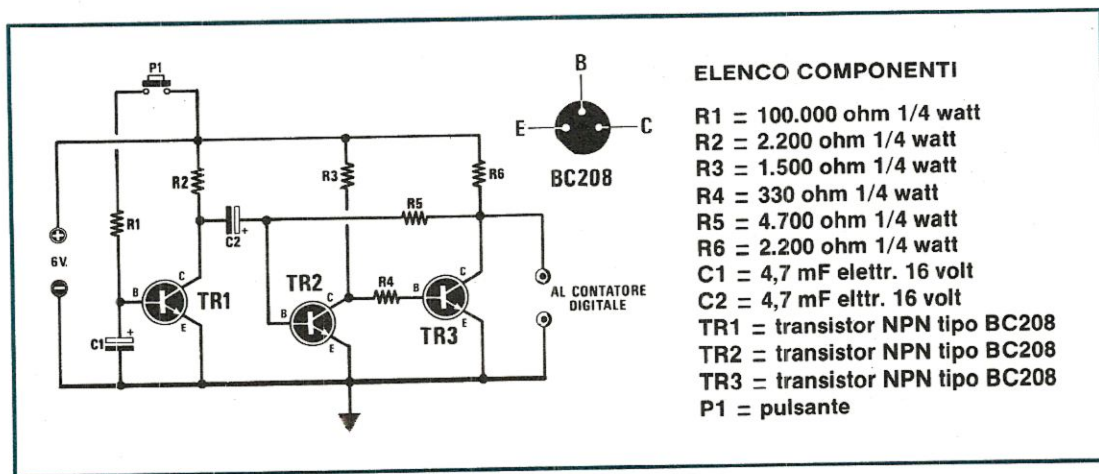 P1
B
E
C
BC208
R1
R2
R3
R6
R5
C2
+
6V.
B
C
E
TR1
TR2
R4
B
C
E
B
C
E
TR3
C1
+
AL CONTATORE
DIGITALE
ELENCO COMPONENTI
R1 = 100.000 ohm 1/4 watt
R2 = 2.200 ohm 1/4 watt
R3 = 1.500 ohm 1/4 watt
R4 = 330 ohm 1/4 watt
R5 = 4.700 ohm 1/4 watt
R6 = 2.200 ohm 1/4 watt
C1 = 4,7 mF elettr. 16 volt
C2 = 4,7 mF elttr. 16 volt
TR1 = transistor NPN tipo BC208
TR2 = transistor NPN tipo BC208
TR3 = transistor NPN tipo BC208
P1 = pulsante